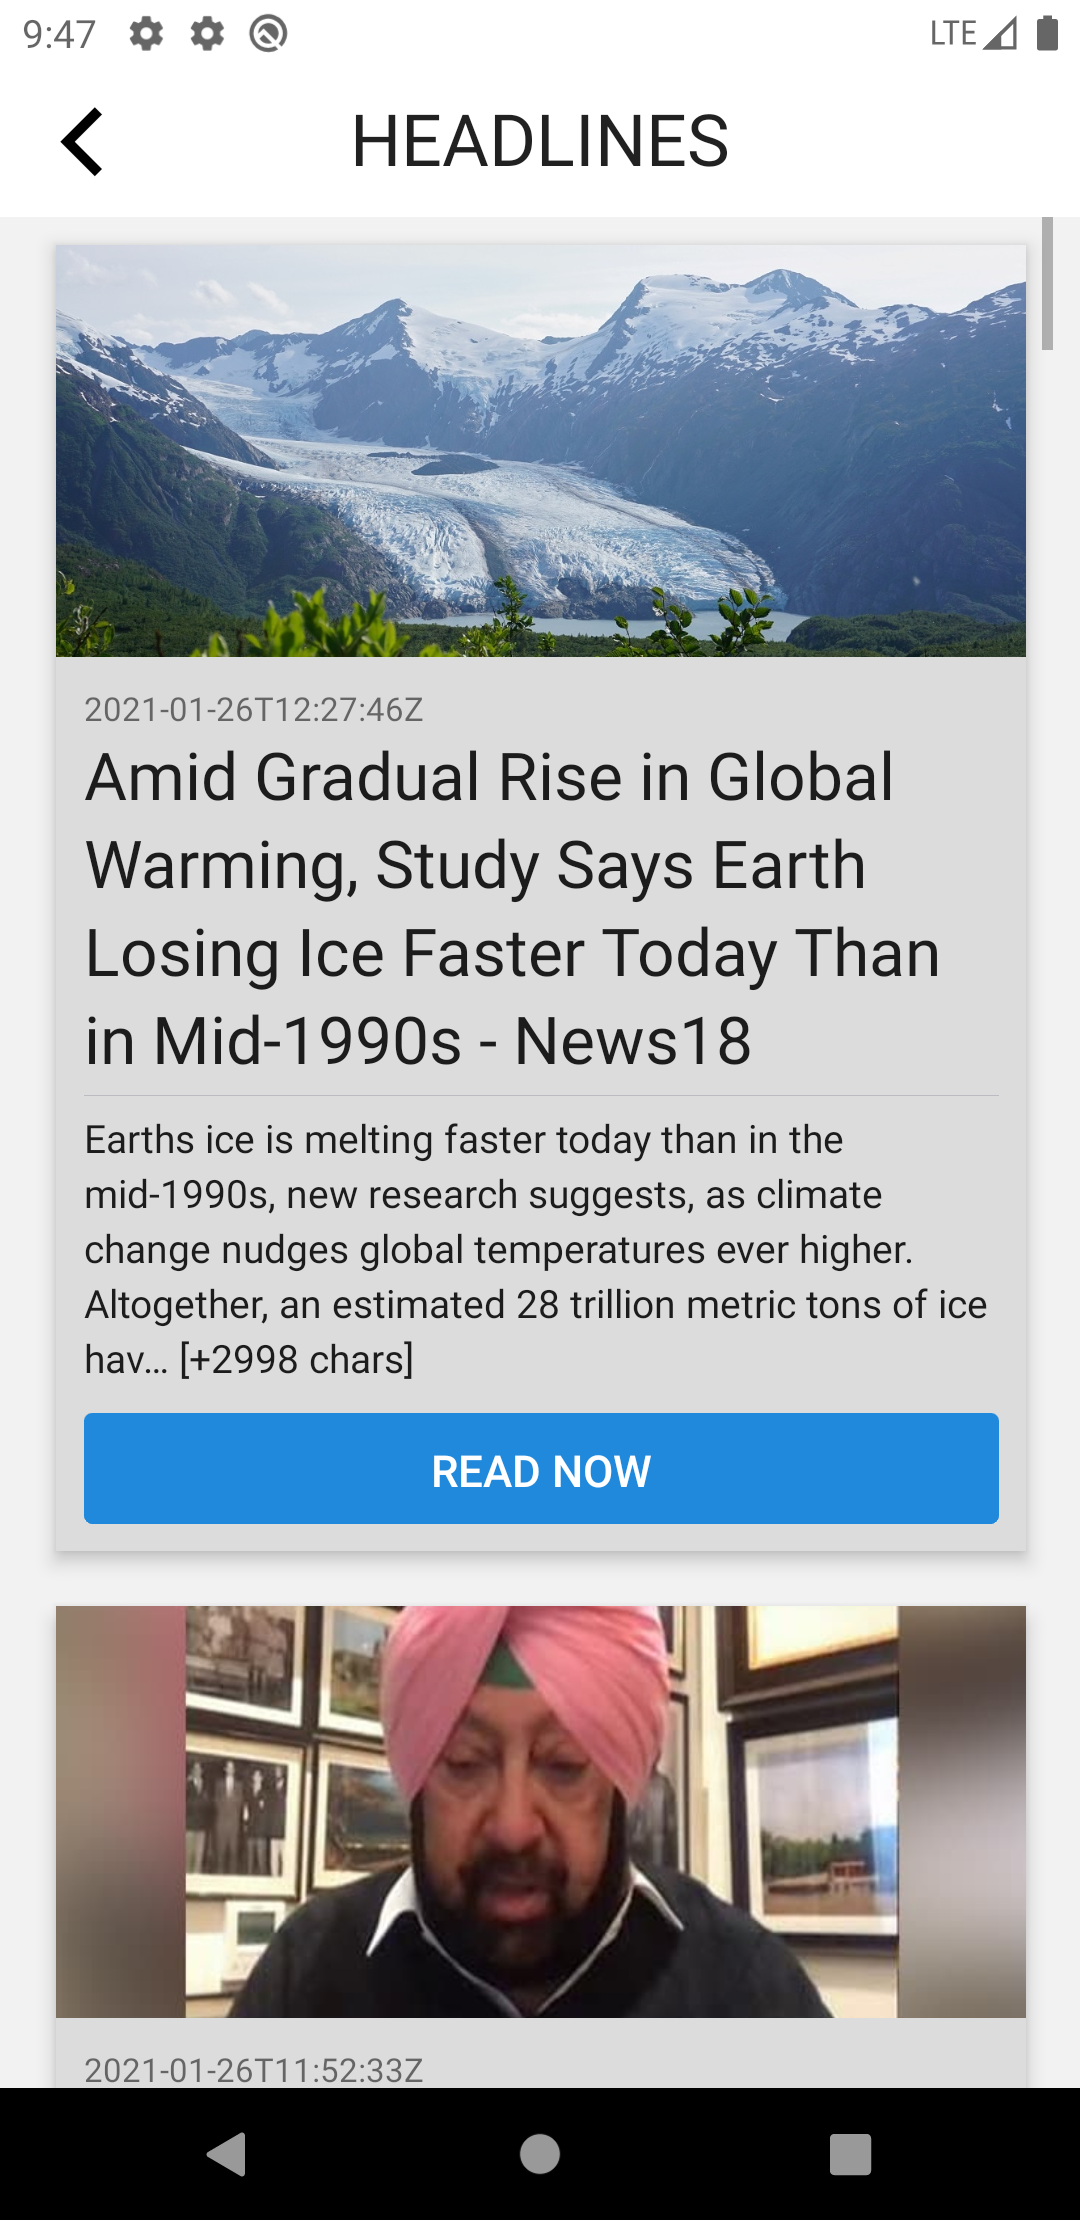 9:47
LTE
HEADLINES
2021-01-26T12:27:46Z
Amid Gradual Rise in Global
Warming, Study Says Earth
Losing Ice Faster Today Than
in Mid-1990s - News18
Earths ice is melting faster today than in the
mid-1990s, new research suggests, as climate
change nudges global temperatures ever higher.
Altogether, an estimated 28 trillion metric tons of ice
hav… [+2998 chars]
READ NOW
2021-01-26T11:52:33Z